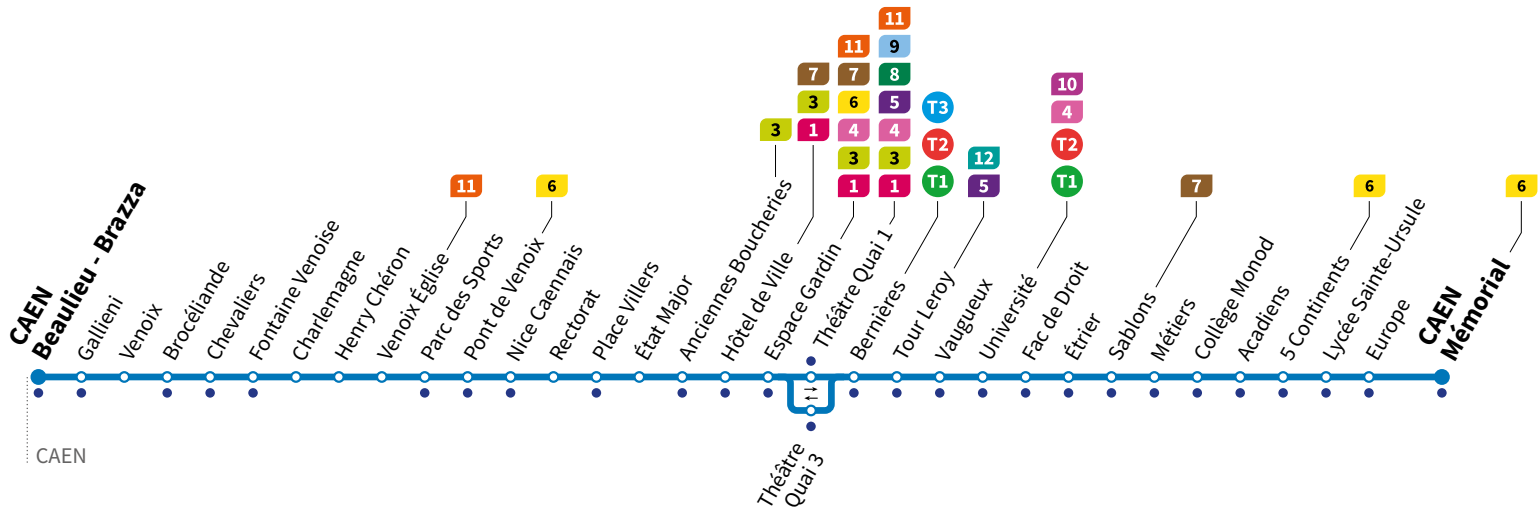 CAEN
Beaulieu - Brazza
Gallieni
Venoix
Brocéliande
Chevaliers
Fontaine Venoise
Charlemagne
Henry Chéron
Venoix Église
11
Parc des Sports
Pont de Venoix
6
Nice Caennais
Rectorat
Place Villers
État Major
Anciennes Boucheries
3
Hôtel de Ville
7
3
1
Espace Gardin
11
7
6
4
3
1
Théâtre Quai 1
11
9
8
5
4
3
1
Théâtre
Quai 3
Bernières
T3
T2
T1
Tour Leroy
12
5
Vaugueux
Université
10
4
T2
T1
Fac de Droit
Étrier
Sablons
7
Métiers
Collège Monod
Acadiens
5 Continents
6
Lycée Sainte-Ursule
Europe
CAEN
Mémorial
6
CAEN